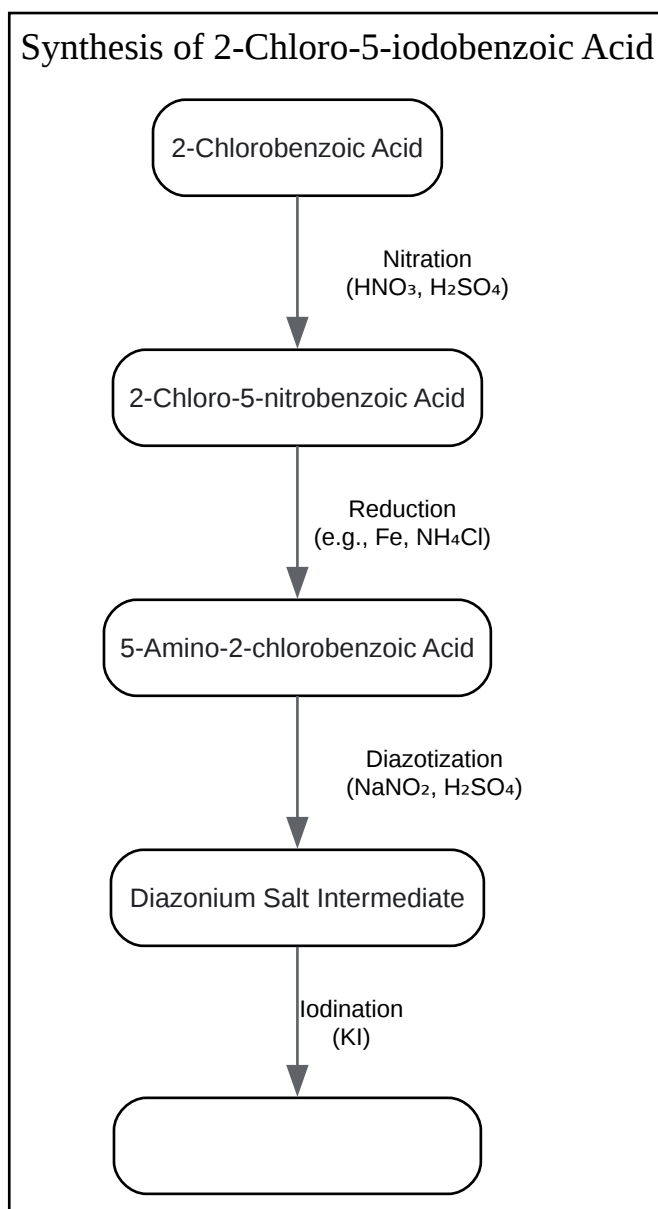 Synthesis of 2-Chloro-5-iodobenzoic Acid
2-Chlorobenzoic Acid
Nitration
(HNO₃, H₂SO₄)
2-Chloro-5-nitrobenzoic Acid
Reduction
(e.g., Fe, NH₄Cl)
5-Amino-2-chlorobenzoic Acid
Diazotization
(NaNO₂, H₂SO₄)
Diazonium Salt Intermediate
Iodination
(KI)